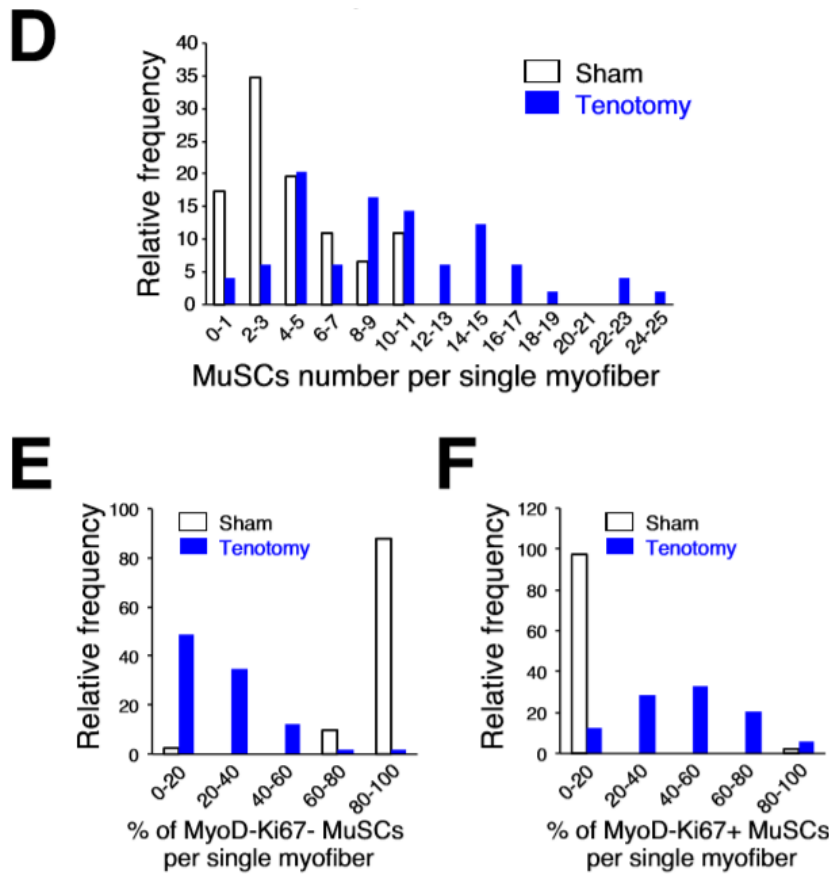 D
40
35
30
25
20
15
10
5
0
Relative frequency
Sham
Tenotomy
0-1
2-3
4-5
6-7
8-9
10-11
12-13
14-15
16-17
18-19
20-21
22-23
24-25
MuSCs number per single myofiber
E
100
80
60
40
20
0
Relative frequency
Sham
Tenotomy
0-20
20-40
40-60
60-80
80-100
% of MyoD-Ki67- MuSCs
per single myofiber
F
120
100
80
60
40
20
0
Relative frequency
Sham
Tenotomy
0-20
20-40
40-60
60-80
80-100
% of MyoD-Ki67+ MuSCs
per single myofiber